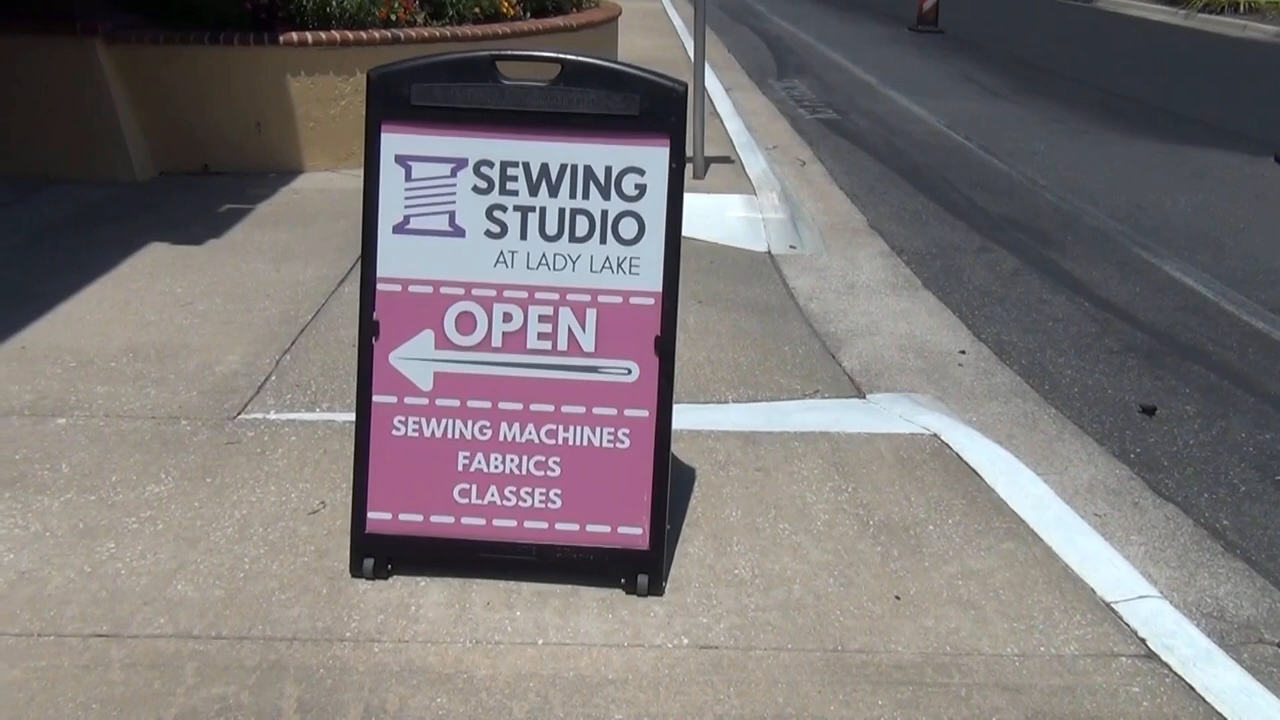 SEWING
STUDIO
AT LADY LAKE
OPEN
SEWING MACHINES
FABRICS
CLASSES